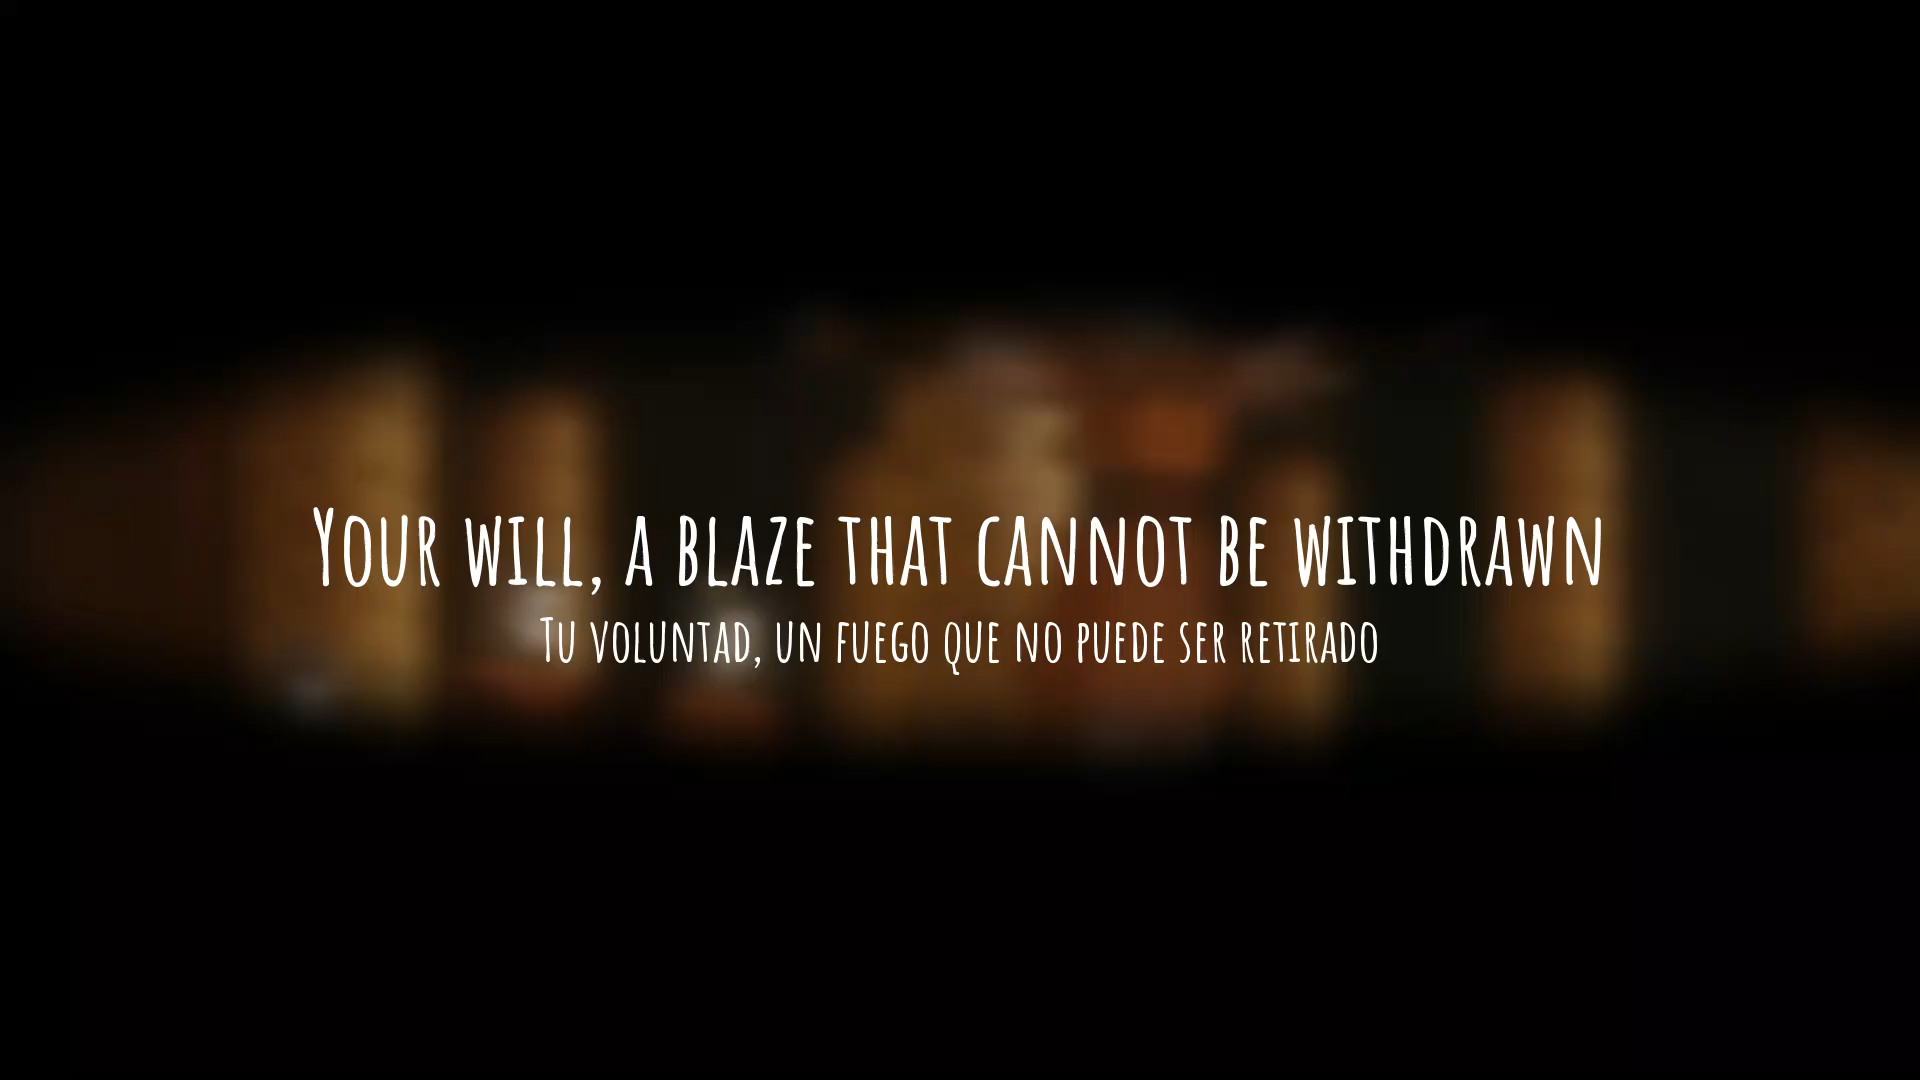 Your will, a blaze that cannot be withdrawn
Tu voluntad, un fuego que no puede ser retirado